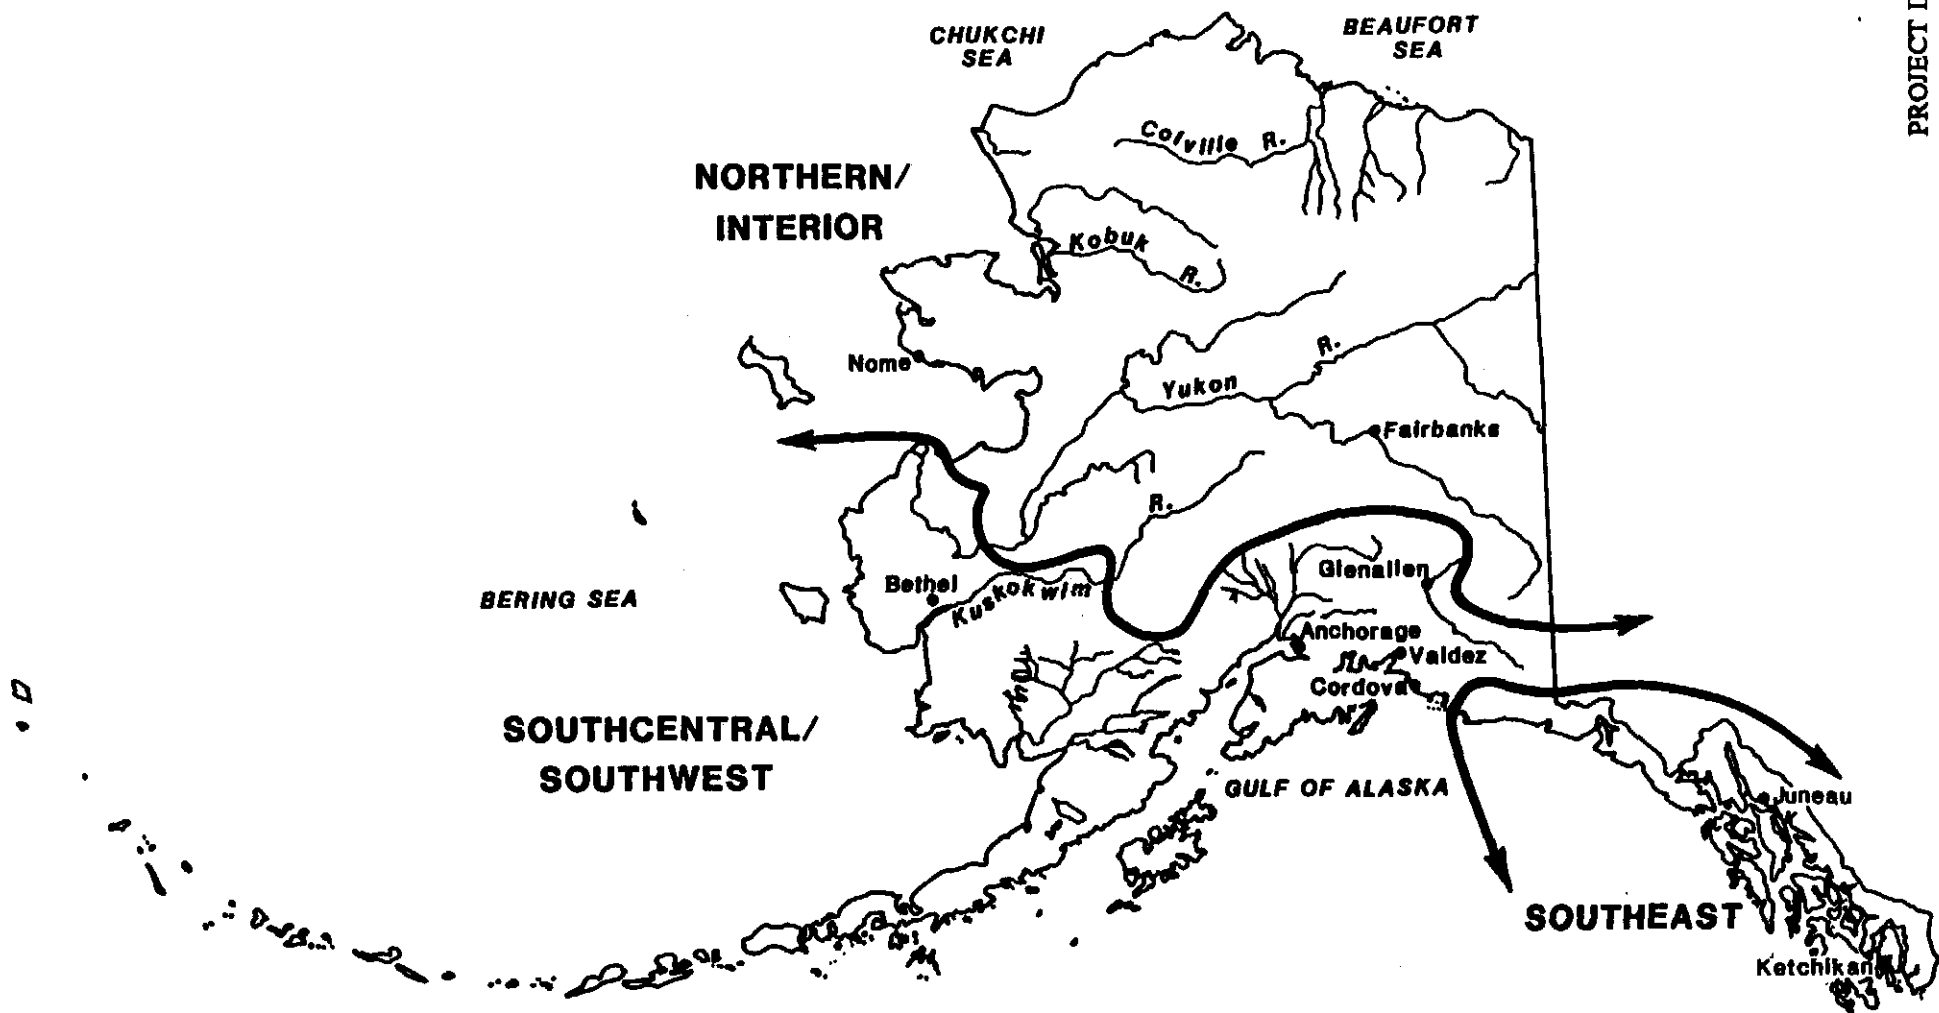 CHUKCHI
SEA
BEAUFORT
SEA
PROJECT
Colville R.
NORTHERN/
INTERIOR
Kobuk
R.
Nome
R.
Yukon
Fairbanks
R.
Glenallen
Bethel
Kuskokwim
BERING SEA
Anchorage
Valdez
Cordova
SOUTHCENTRAL/
SOUTHWEST
GULF OF ALASKA
Juneau
SOUTHEAST
Ketchikan